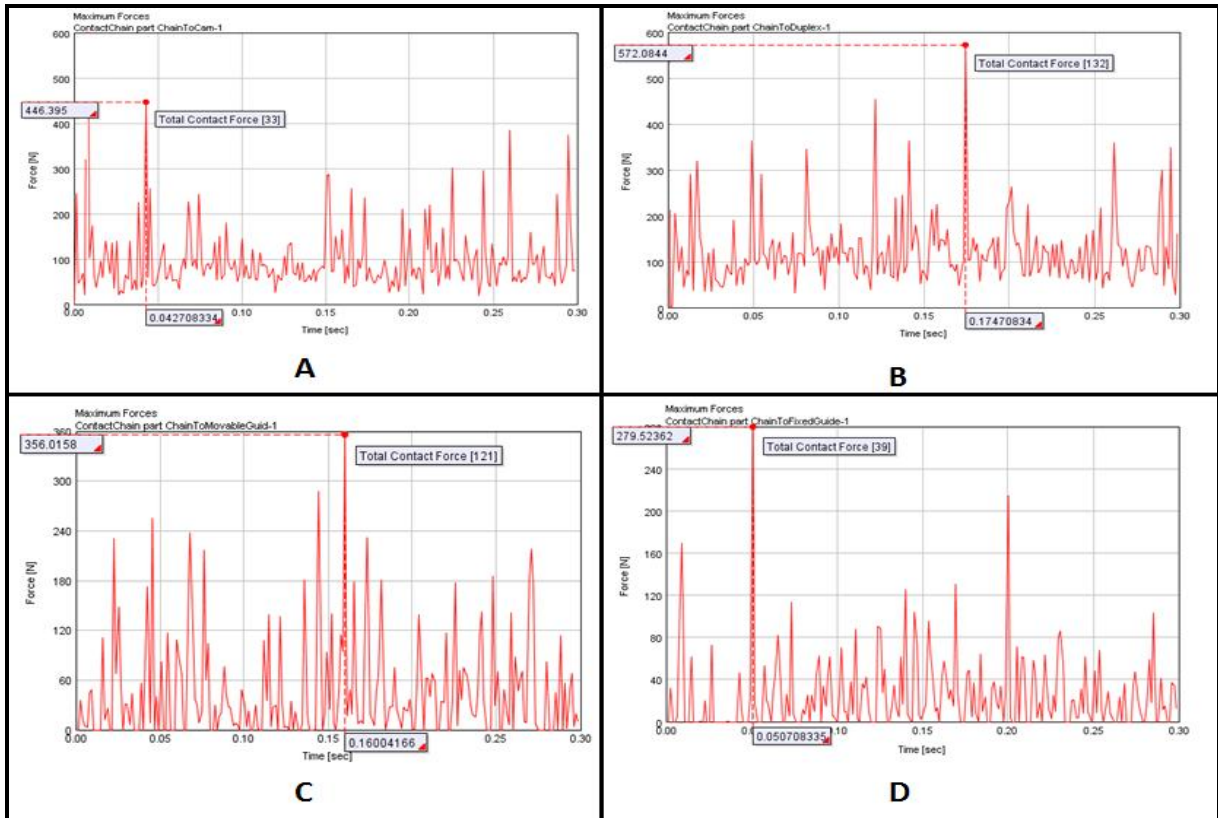 Maximum Forces
ContactChain part ChainToCam-1
600
500
446.395
Total Contact Force [33]
400
Force [N]
300
200
100
0
0.00
0.042708334
0.10
0.15
0.20
0.25
0.30
Time [sec]
A
Maximum Forces
ContactChain part ChainToDuplex-1
600
572.0844
Total Contact Force [132]
500
400
Force [N]
300
200
100
0
0.00
0.05
0.10
0.15
0.17470834
0.25
0.30
Time [sec]
B
Maximum Forces
ContactChain part ChainToMovableGuid-1
360
356.0158
Total Contact Force [121]
300
240
Force [N]
180
120
60
0
0.00
0.05
0.10
0.15
0.16004166
0.25
0.30
Time [sec]
C
Maximum Forces
ContactChain part ChainToFixedGuide-1
279.52362
Total Contact Force [39]
240
200
Force [N]
160
120
80
40
0
0.00
0.050708335
0.10
0.15
0.20
0.25
0.30
Time [sec]
D